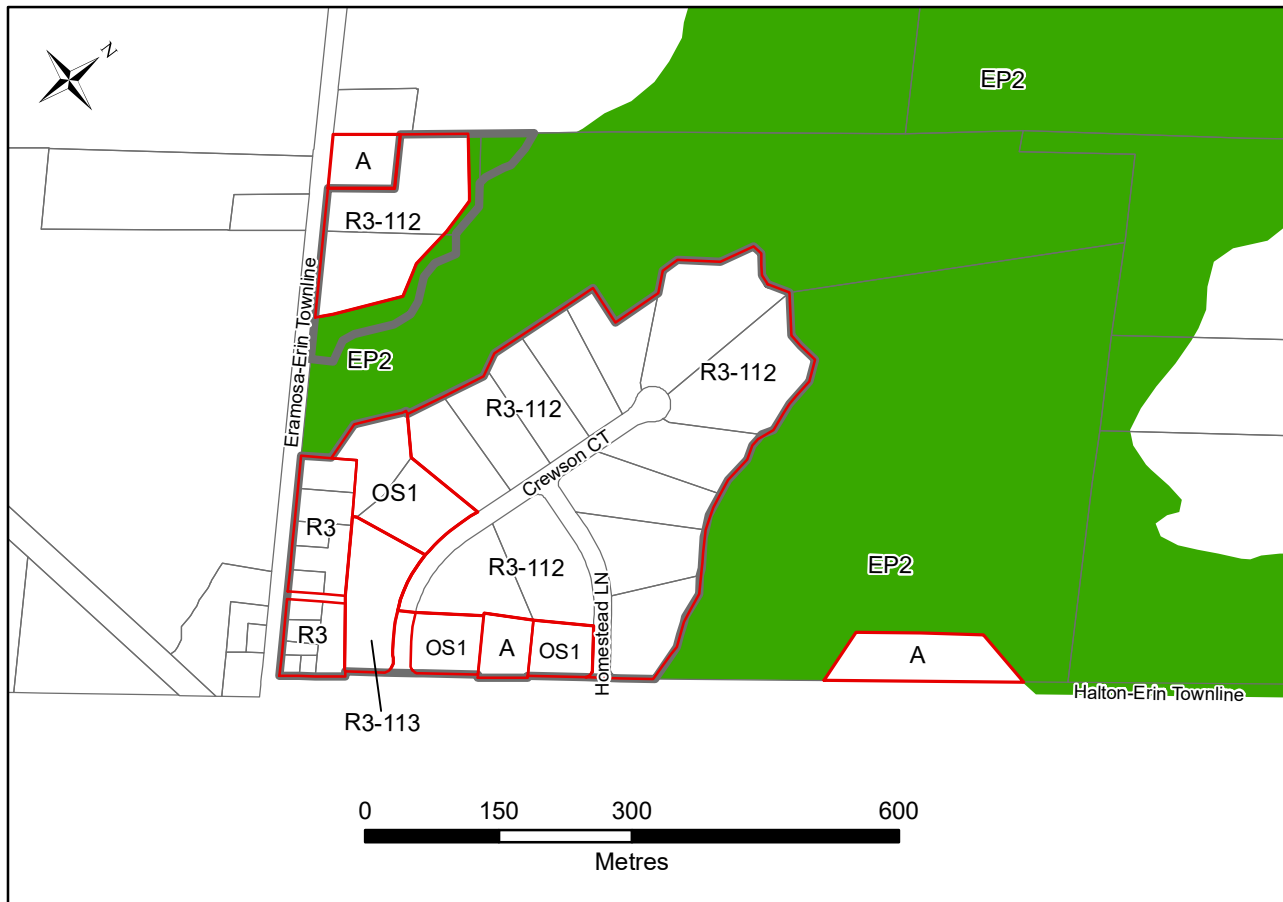 N
EP2
A
R3-112
Eramosa-Erin Townline
EP2
R3-112
R3-112
Crewson CT
OS1
R3
R3-112
EP2
Homestead LN
R3
OS1
A
OS1
A
Halton-Erin Townline
R3-113
0 150 300 600
Metres